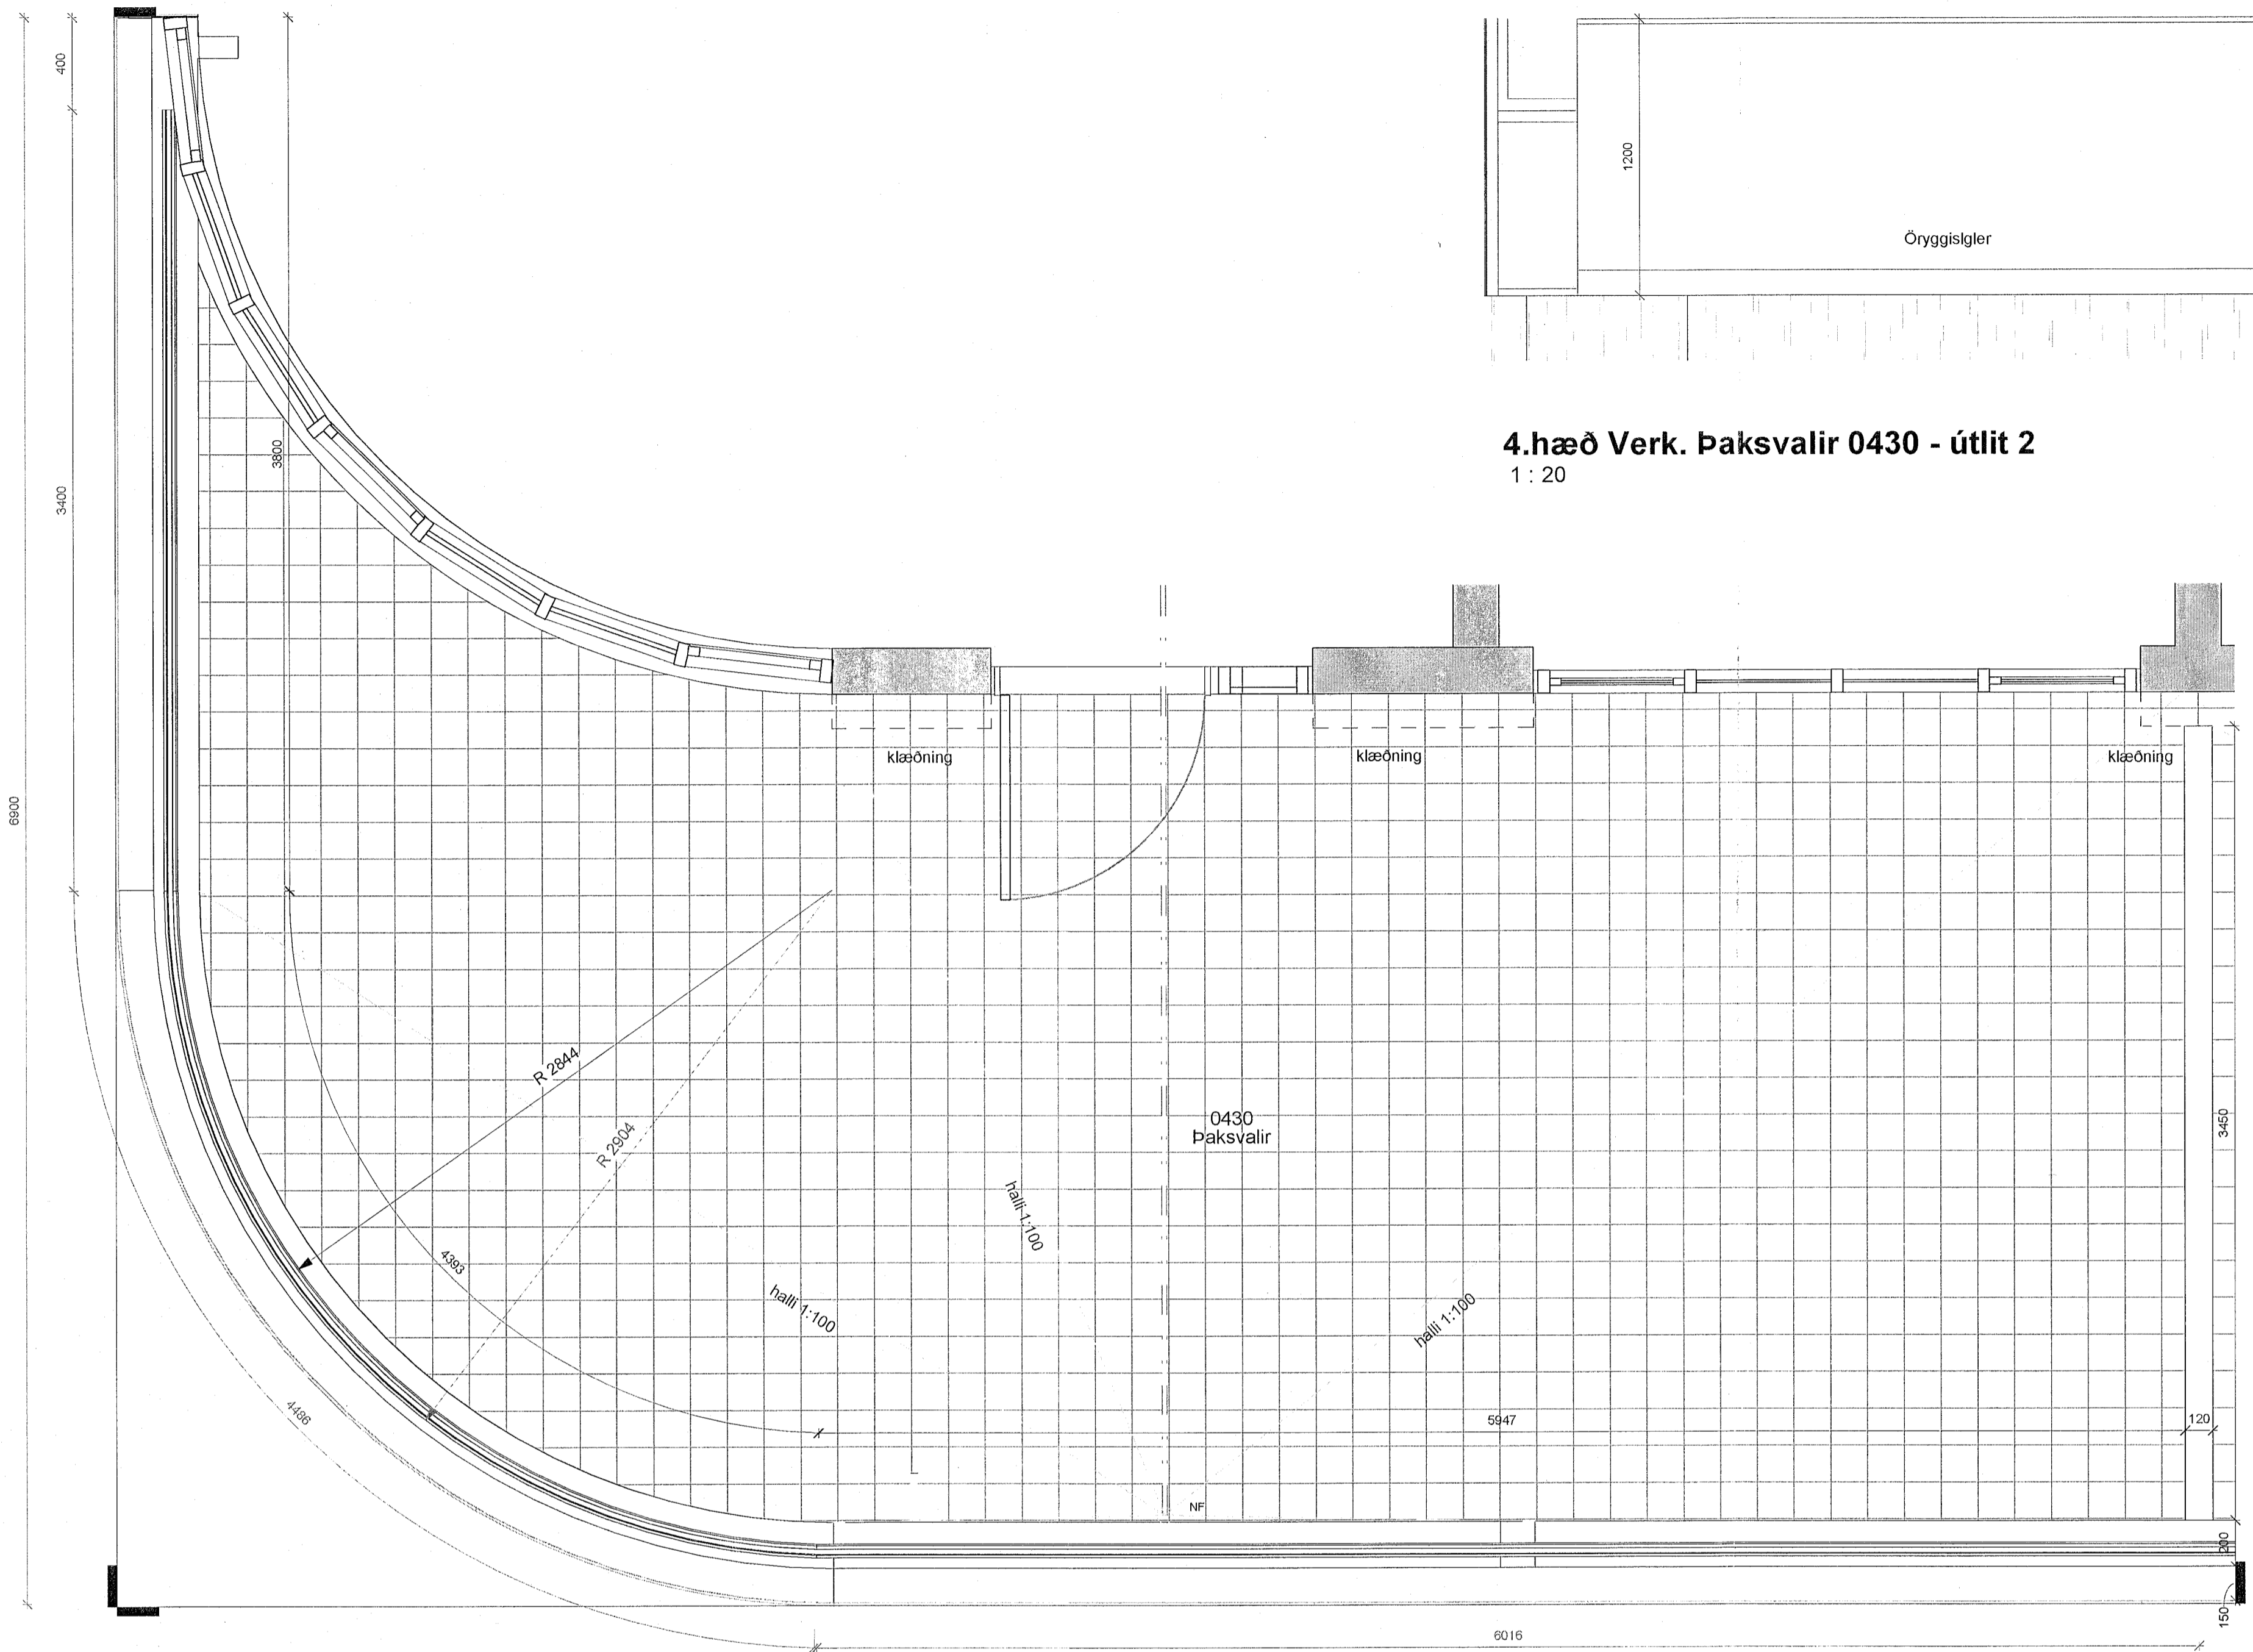 400
1200
Öryggislgler
4.hæð Verk. Þaksvalir 0430 - útlit 2
1 : 20
3800
3400
6900
klæðning
klæðning
klæðning
R 2844
R 2904
0430
Þaksvalir
3450
halli 1:100
halli 1:100
halli 1:100
4393
4486
5947
120
NF
200
150
6016